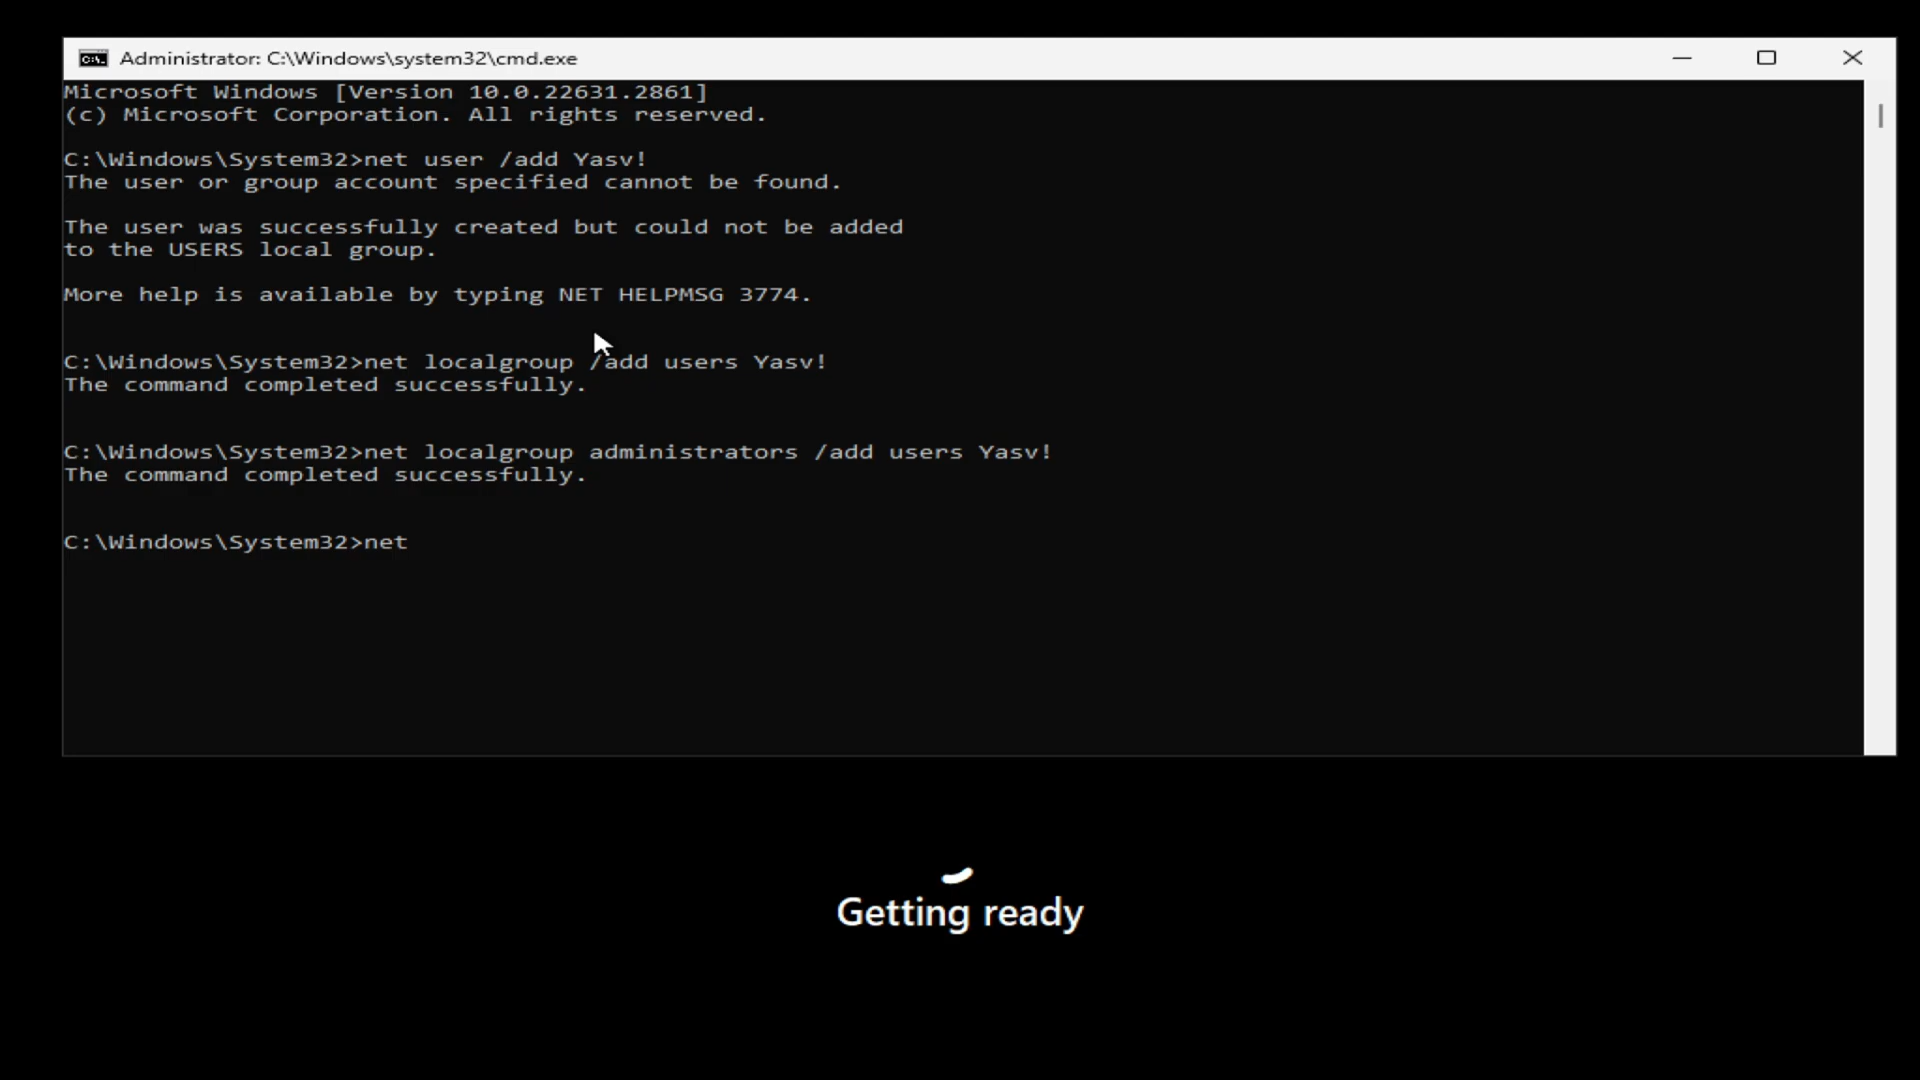 Administrator: C:\Windows\system32\cmd.exe
Microsoft Windows [Version 10.0.22631.2861]
(c) Microsoft Corporation. All rights reserved.
C:\Windows\System32>net user /add Yasv!
The user or group account specified cannot be found.
The user was successfully created but could not be added
to the USERS local group.
More help is available by typing NET HELPMSG 3774.
C:\Windows\System32>net localgroup /add users Yasv!
The command completed successfully.
C:\Windows\System32>net localgroup administrators /add users Yasv!
The command completed successfully.
C:\Windows\System32>net
Getting ready